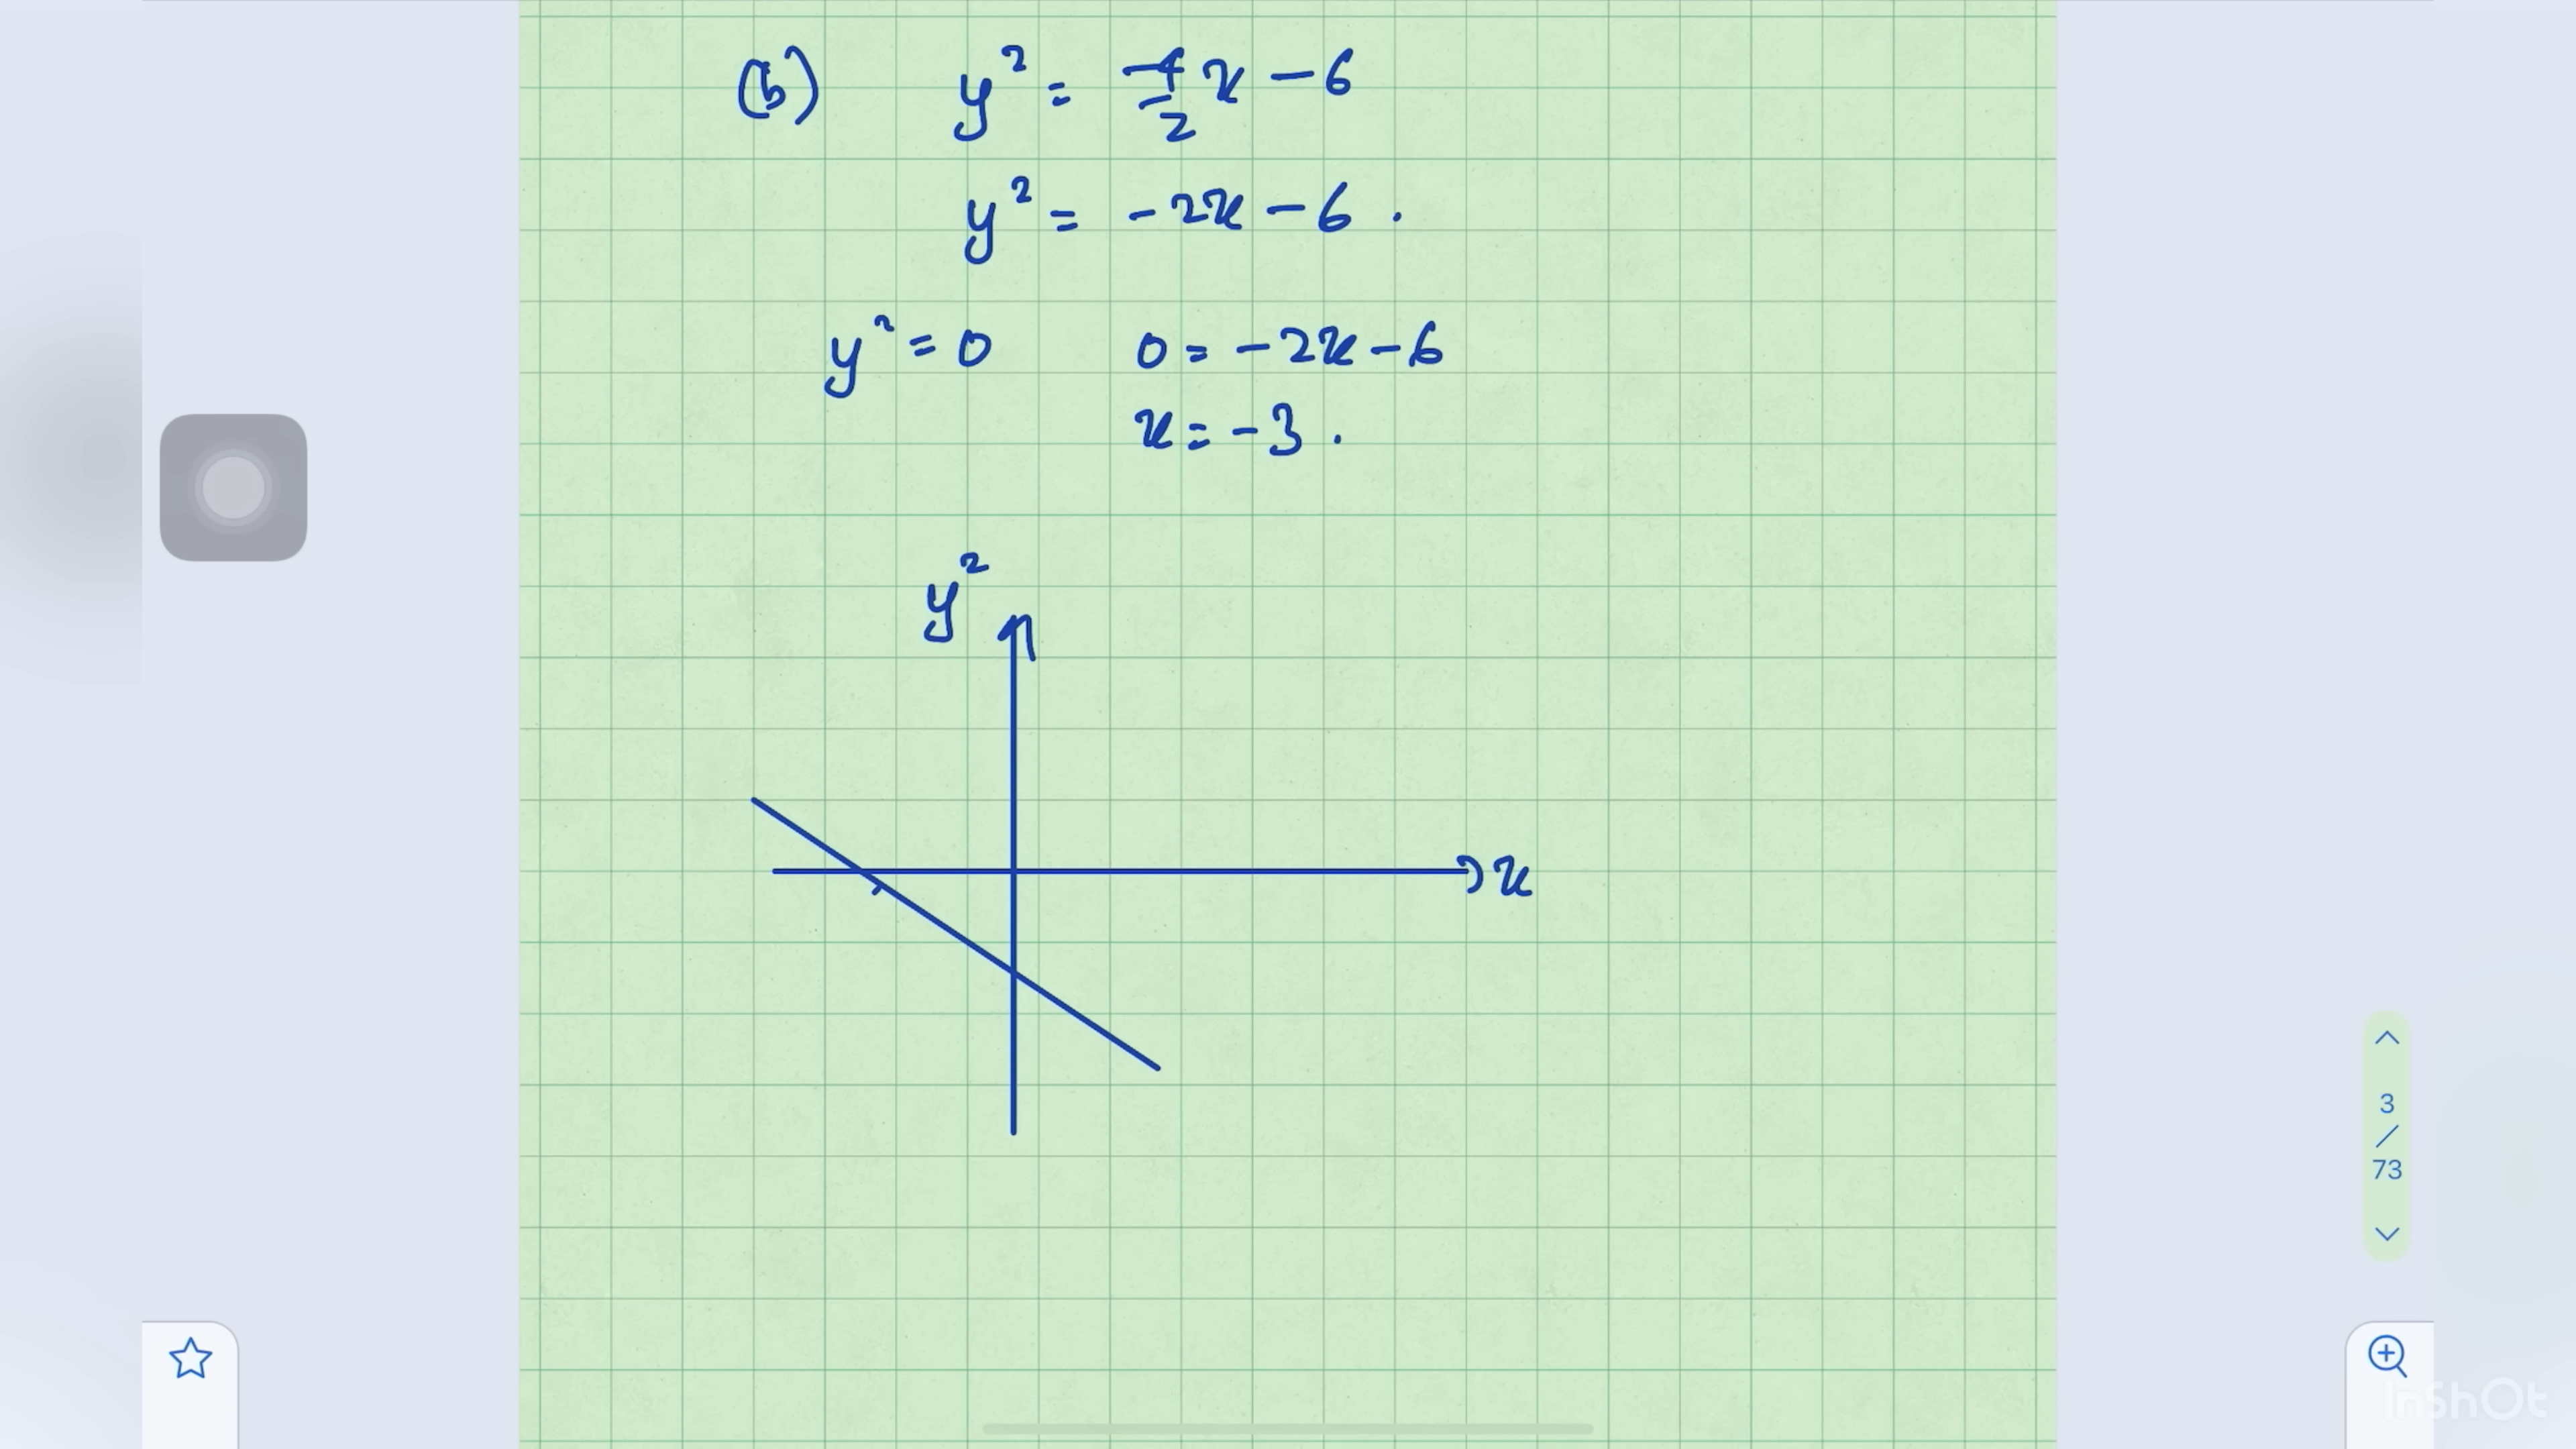 (b) y² = -4/2 x - 6
y² = -2x - 6 .
y² = 0 0 = -2x - 6
x = -3 .
y²
x
3
/
73
InShOt